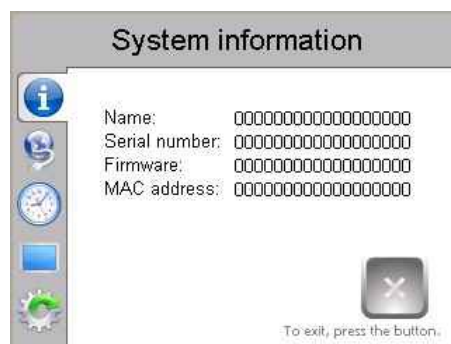 System information
Name: 000000000000000000
Serial number: 000000000000000000
Firmware: 000000000000000000
MAC address: 000000000000000000
To exit, press the button.